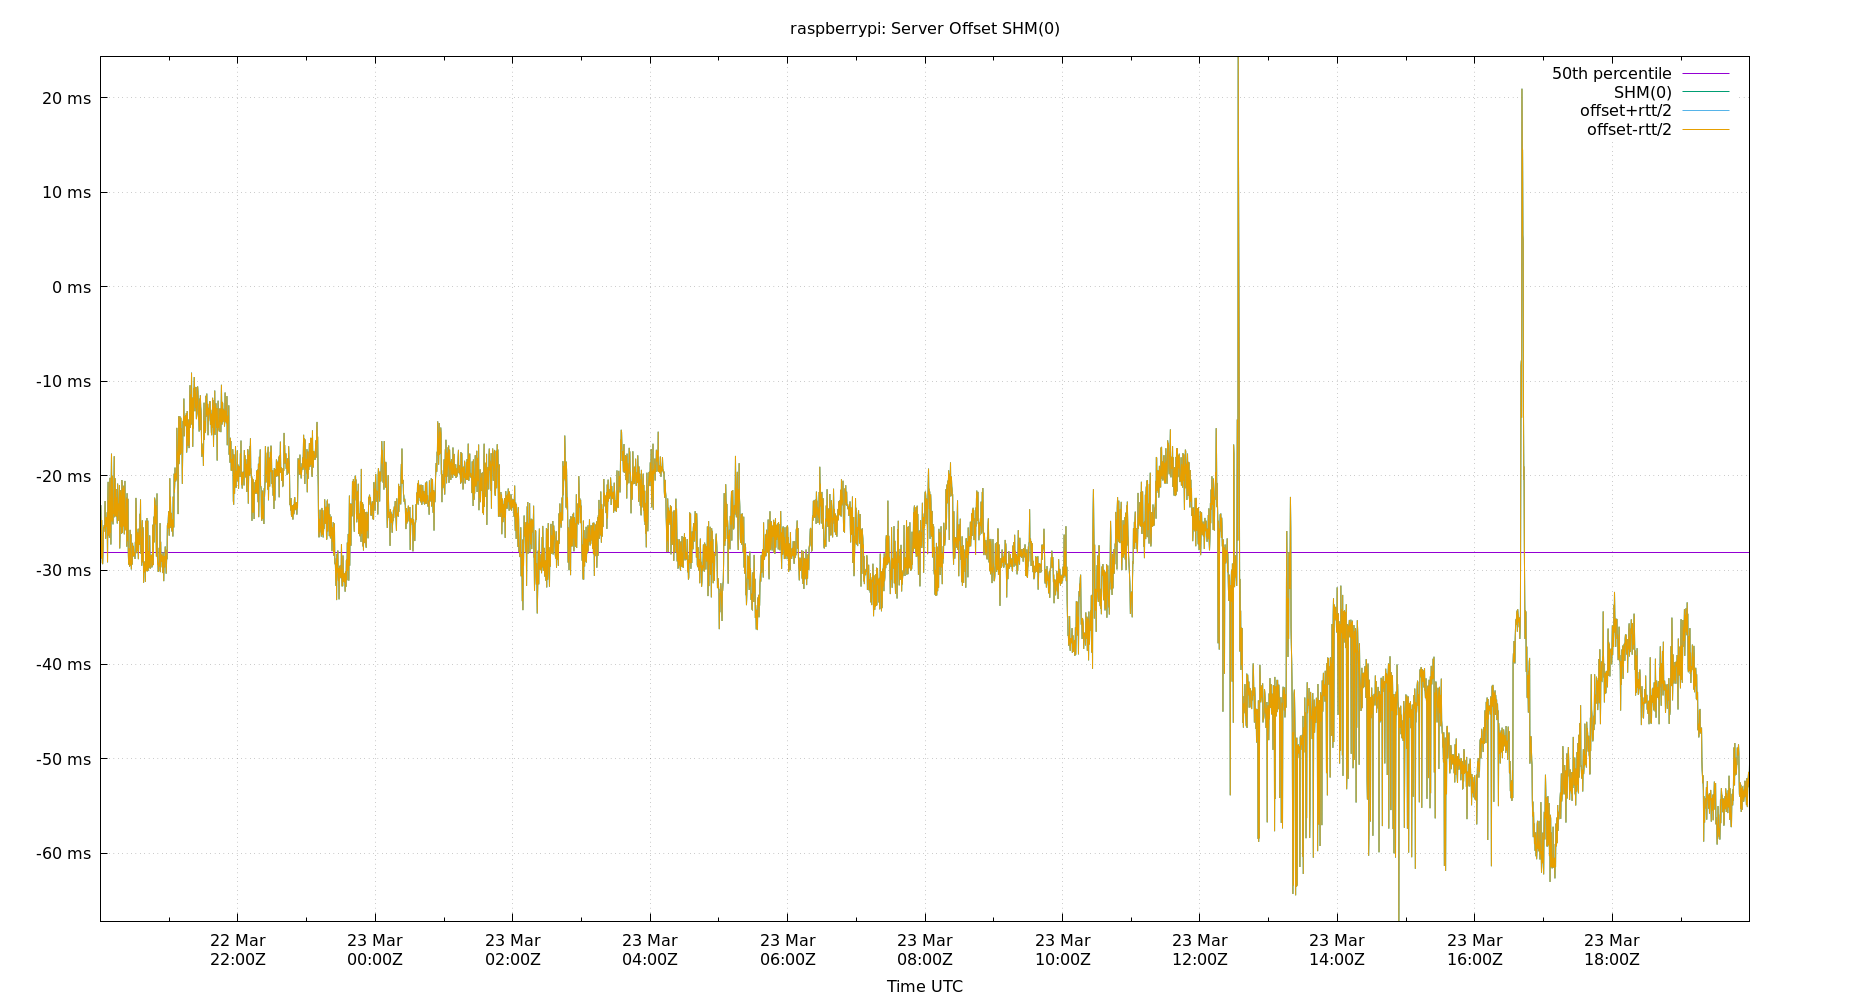 raspberrypi: Server Offset SHM(0)
50th percentile
SHM(0)
offset+rtt/2
offset-rtt/2
20 ms
10 ms
0 ms
-10 ms
-20 ms
-30 ms
-40 ms
-50 ms
-60 ms
22 Mar 23 Mar 23 Mar 23 Mar 23 Mar 23 Mar 23 Mar 23 Mar 23 Mar 23 Mar 23 Mar
22:00Z 00:00Z 02:00Z 04:00Z 06:00Z 08:00Z 10:00Z 12:00Z 14:00Z 16:00Z 18:00Z
Time UTC